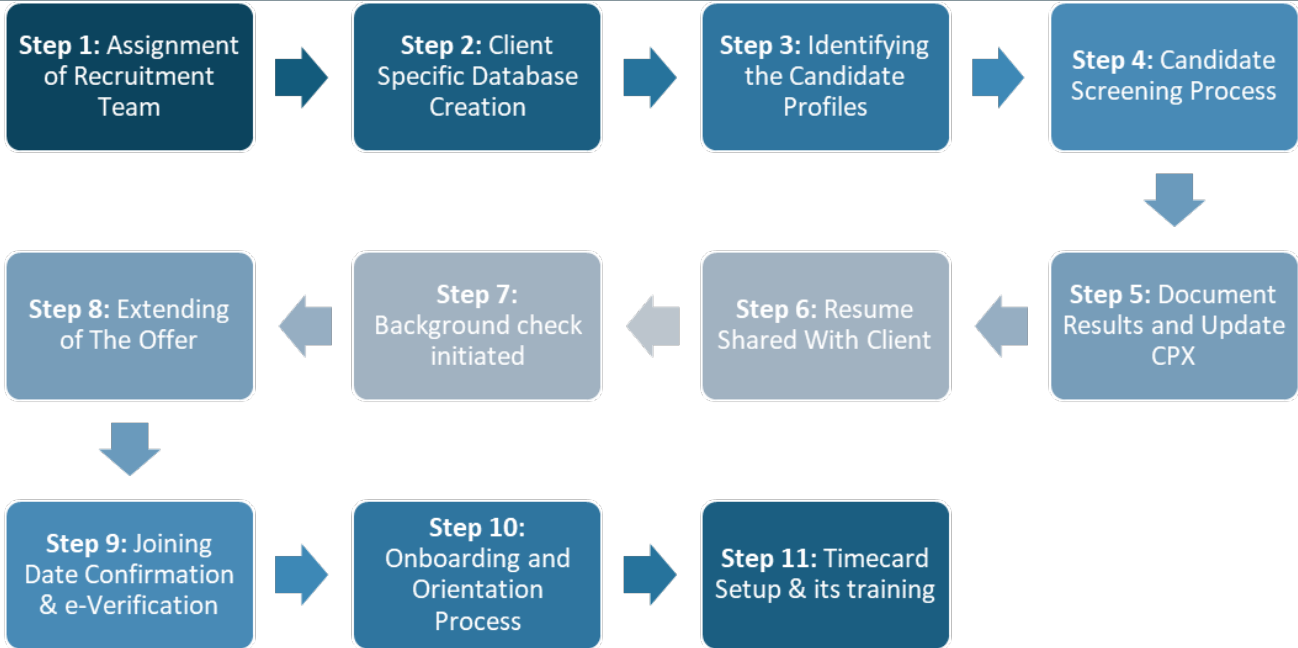 Step 1: Assignment
of Recruitment
Team
Step 2: Client
Specific Database
Creation
Step 3: Identifying
the Candidate
Profiles
Step 4: Candidate
Screening Process
Step 5: Document
Results and Update
CPX
Step 6: Resume
Shared With Client
Step 7:
Background check
initiated
Step 8: Extending
of The Offer
Step 9: Joining
Date Confirmation
& e-Verification
Step 10:
Onboarding and
Orientation
Process
Step 11: Timecard
Setup & its training